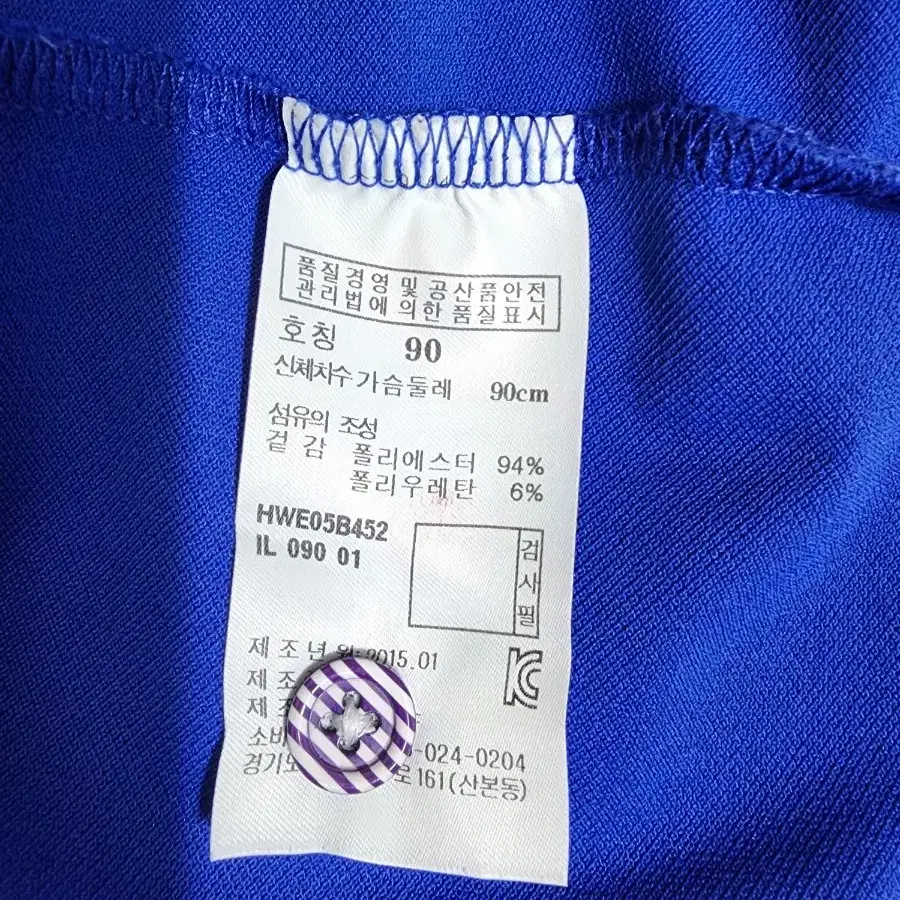 품질경영 및 공산품안전
관리법에 의한 품질표시
호칭 90
신체치수 가슴둘레 90cm
섬유의 조성
겉감 폴리에스터 94%
폴리우레탄 6%
HWE05B452
IL 090 01
검사필
제조년월: 2015.01
KC
-024-0204
161(산본동)